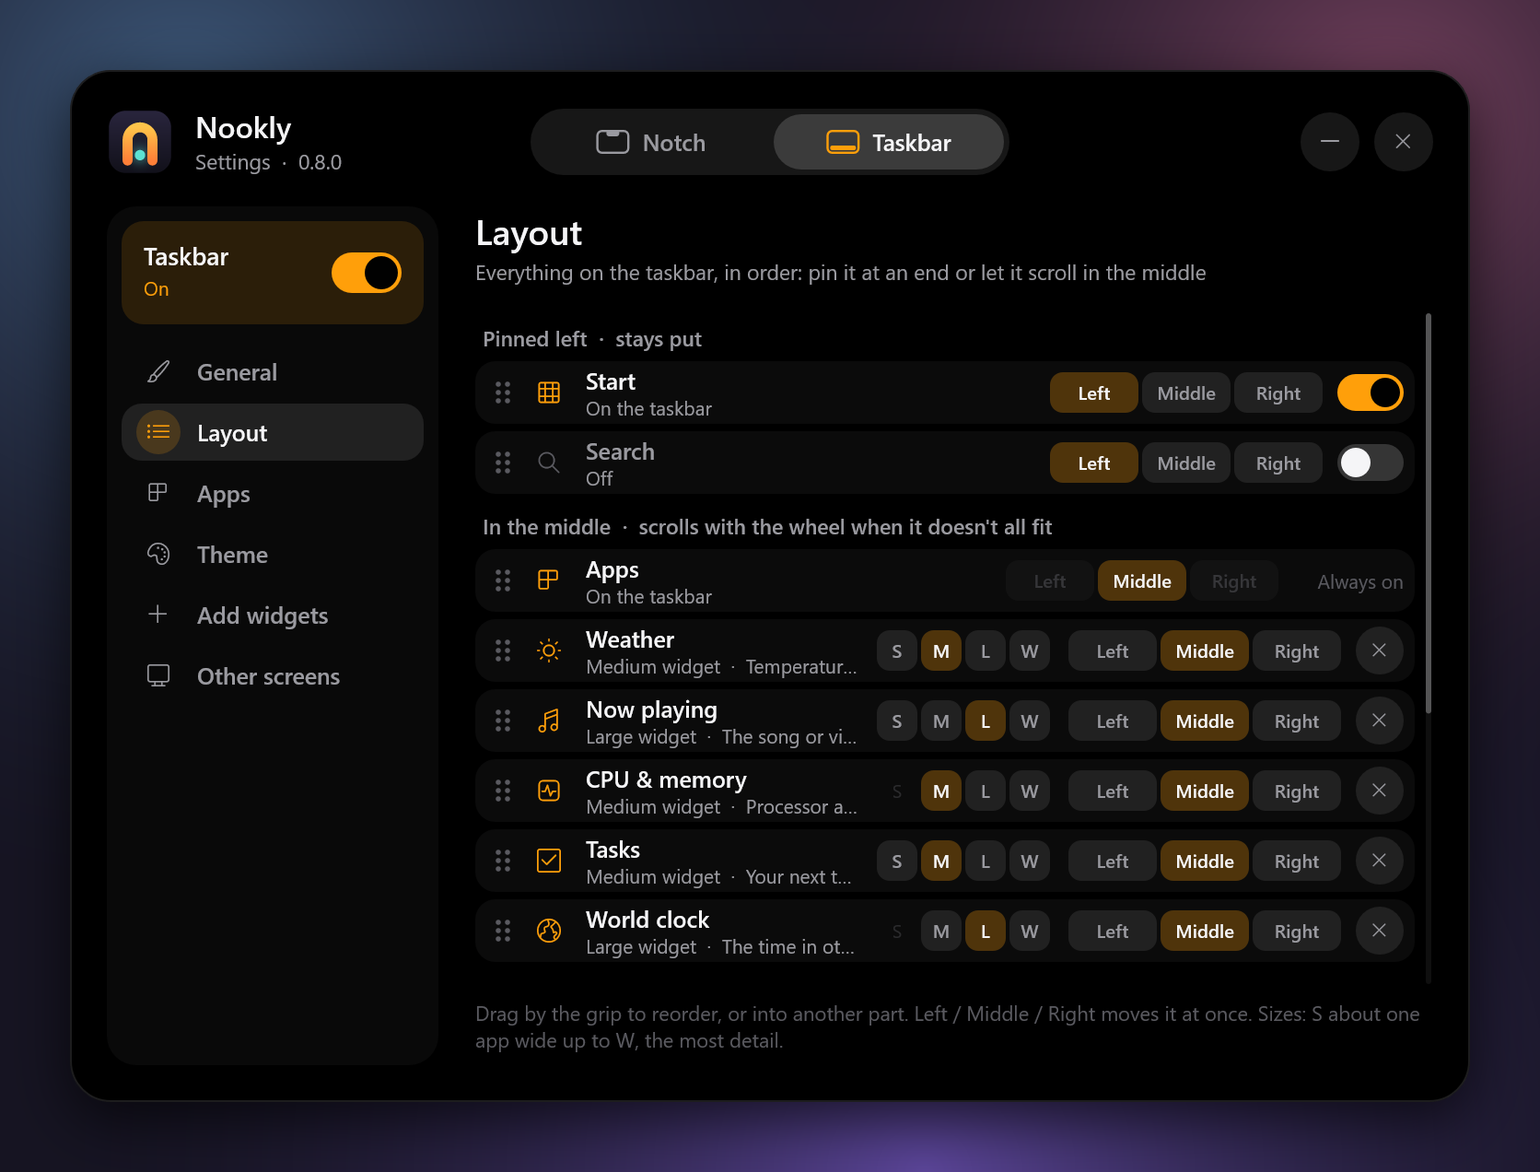 Nookly
Settings · 0.8.0
Notch
Taskbar
Taskbar
On
General
Layout
Apps
Theme
Add widgets
Other screens
Layout
Everything on the taskbar, in order: pin it at an end or let it scroll in the middle
Pinned left · stays put
Start
On the taskbar
Left Middle Right
Search
Off
Left Middle Right
In the middle · scrolls with the wheel when it doesn't all fit
Apps
On the taskbar
Left Middle Right Always on
Weather
Medium widget · Temperatur...
S M L W Left Middle Right
Now playing
Large widget · The song or vi...
S M L W Left Middle Right
CPU & memory
Medium widget · Processor a...
S M L W Left Middle Right
Tasks
Medium widget · Your next t...
S M L W Left Middle Right
World clock
Large widget · The time in ot...
S M L W Left Middle Right
Drag by the grip to reorder, or into another part. Left / Middle / Right moves it at once. Sizes: S about one
app wide up to W, the most detail.